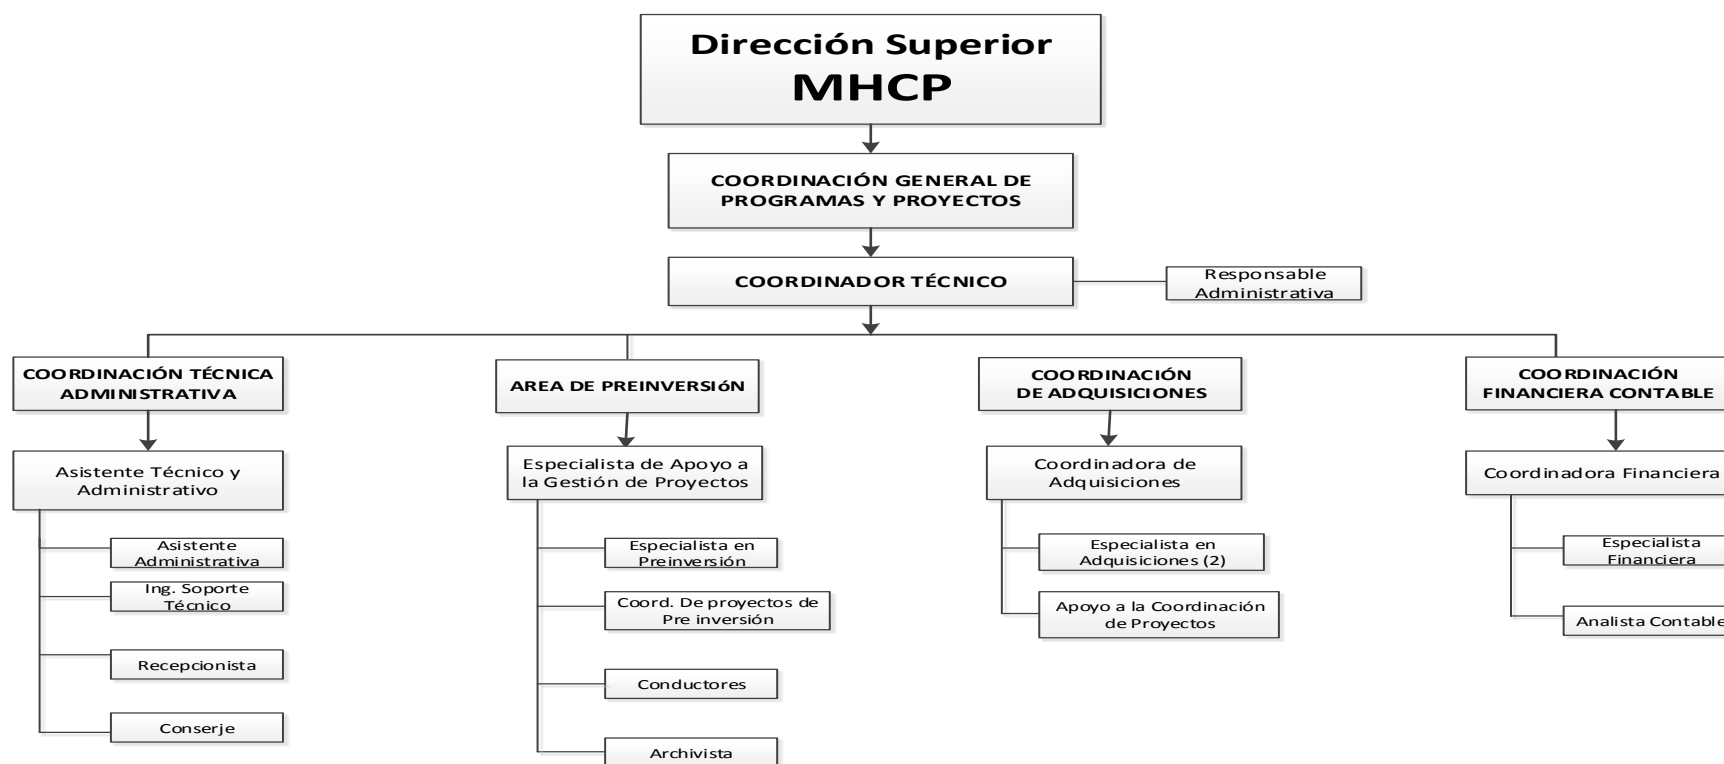 Dirección Superior
MHCP
COORDINACIÓN GENERAL DE
PROGRAMAS Y PROYECTOS
COORDINADOR TÉCNICO
Responsable
Administrativa
COORDINACIÓN TÉCNICA
ADMINISTRATIVA
Asistente Técnico y
Administrativo
Asistente
Administrativa
Ing. Soporte
Técnico
Recepcionista
Conserje
AREA DE PREINVERSIóN
Especialista de Apoyo a
la Gestión de Proyectos
Especialista en
Preinversión
Coord. De proyectos de
Pre inversión
Conductores
Archivista
COORDINACIÓN
DE ADQUISICIONES
Coordinadora de
Adquisiciones
Especialista en
Adquisiciones (2)
Apoyo a la Coordinación
de Proyectos
COORDINACIÓN
FINANCIERA CONTABLE
Coordinadora Financiera
Especialista
Financiera
Analista Contable